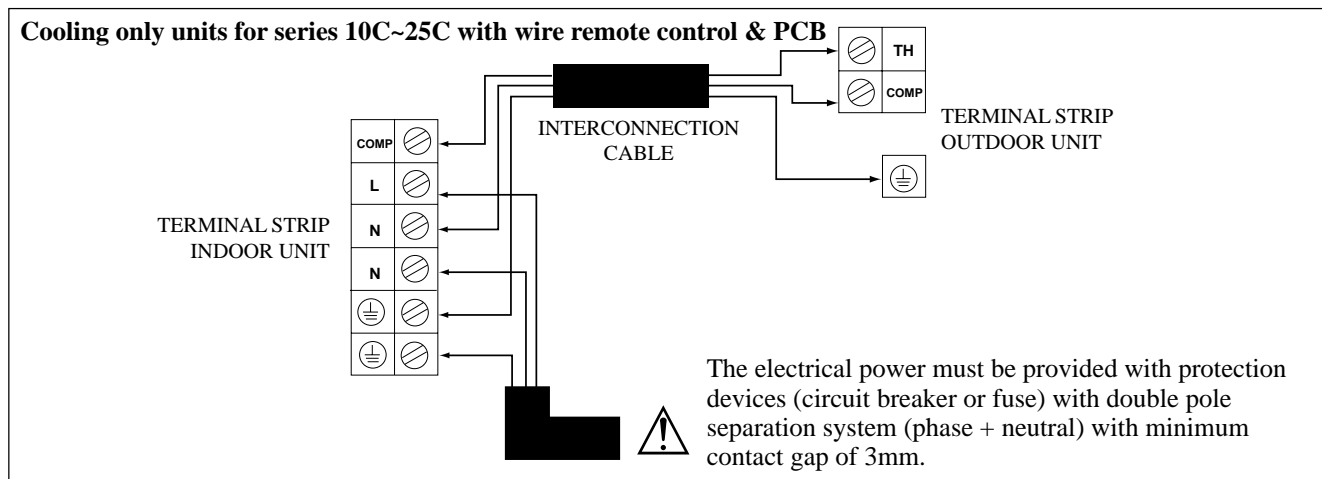 Cooling only units for series 10C~25C with wire remote control & PCB
TH
COMP
TERMINAL STRIP
OUTDOOR UNIT
INTERCONNECTION
CABLE
COMP
L
N
N
TERMINAL STRIP
INDOOR UNIT
The electrical power must be provided with protection
devices (circuit breaker or fuse) with double pole
separation system (phase + neutral) with minimum
contact gap of 3mm.